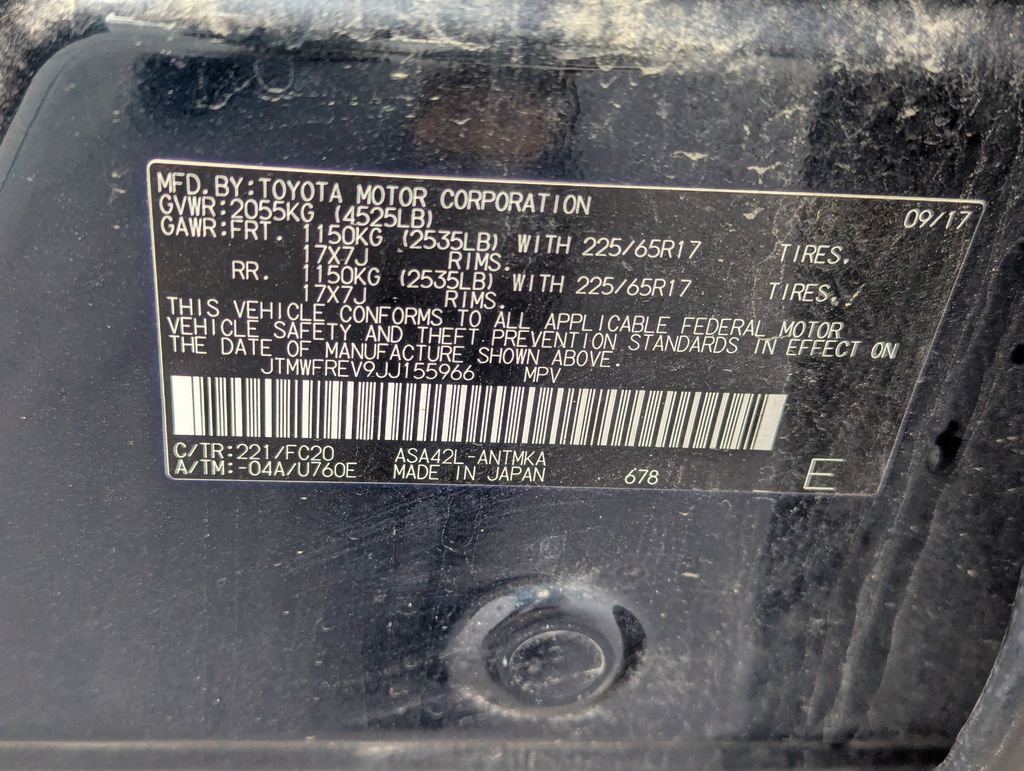 MFD.BY:TOYOTA MOTOR CORPORATION 09/17
GVWR:2055KG (4525LB)
GAWR:FRT. 1150KG (2535LB) WITH 225/65R17 TIRES.
17X7J RIMS.
RR. 1150KG (2535LB) WITH 225/65R17 TIRES.
17X7J RIMS.
THIS VEHICLE CONFORMS TO ALL APPLICABLE FEDERAL MOTOR
VEHICLE SAFETY AND THEFT PREVENTION STANDARDS IN EFFECT ON
THE DATE OF MANUFACTURE SHOWN ABOVE.
JTMWFREV9JJ155966 MPV
C/TR:221/FC20 ASA42L-ANTMKA
A/TM:-04A/U760E MADE IN JAPAN 678 E